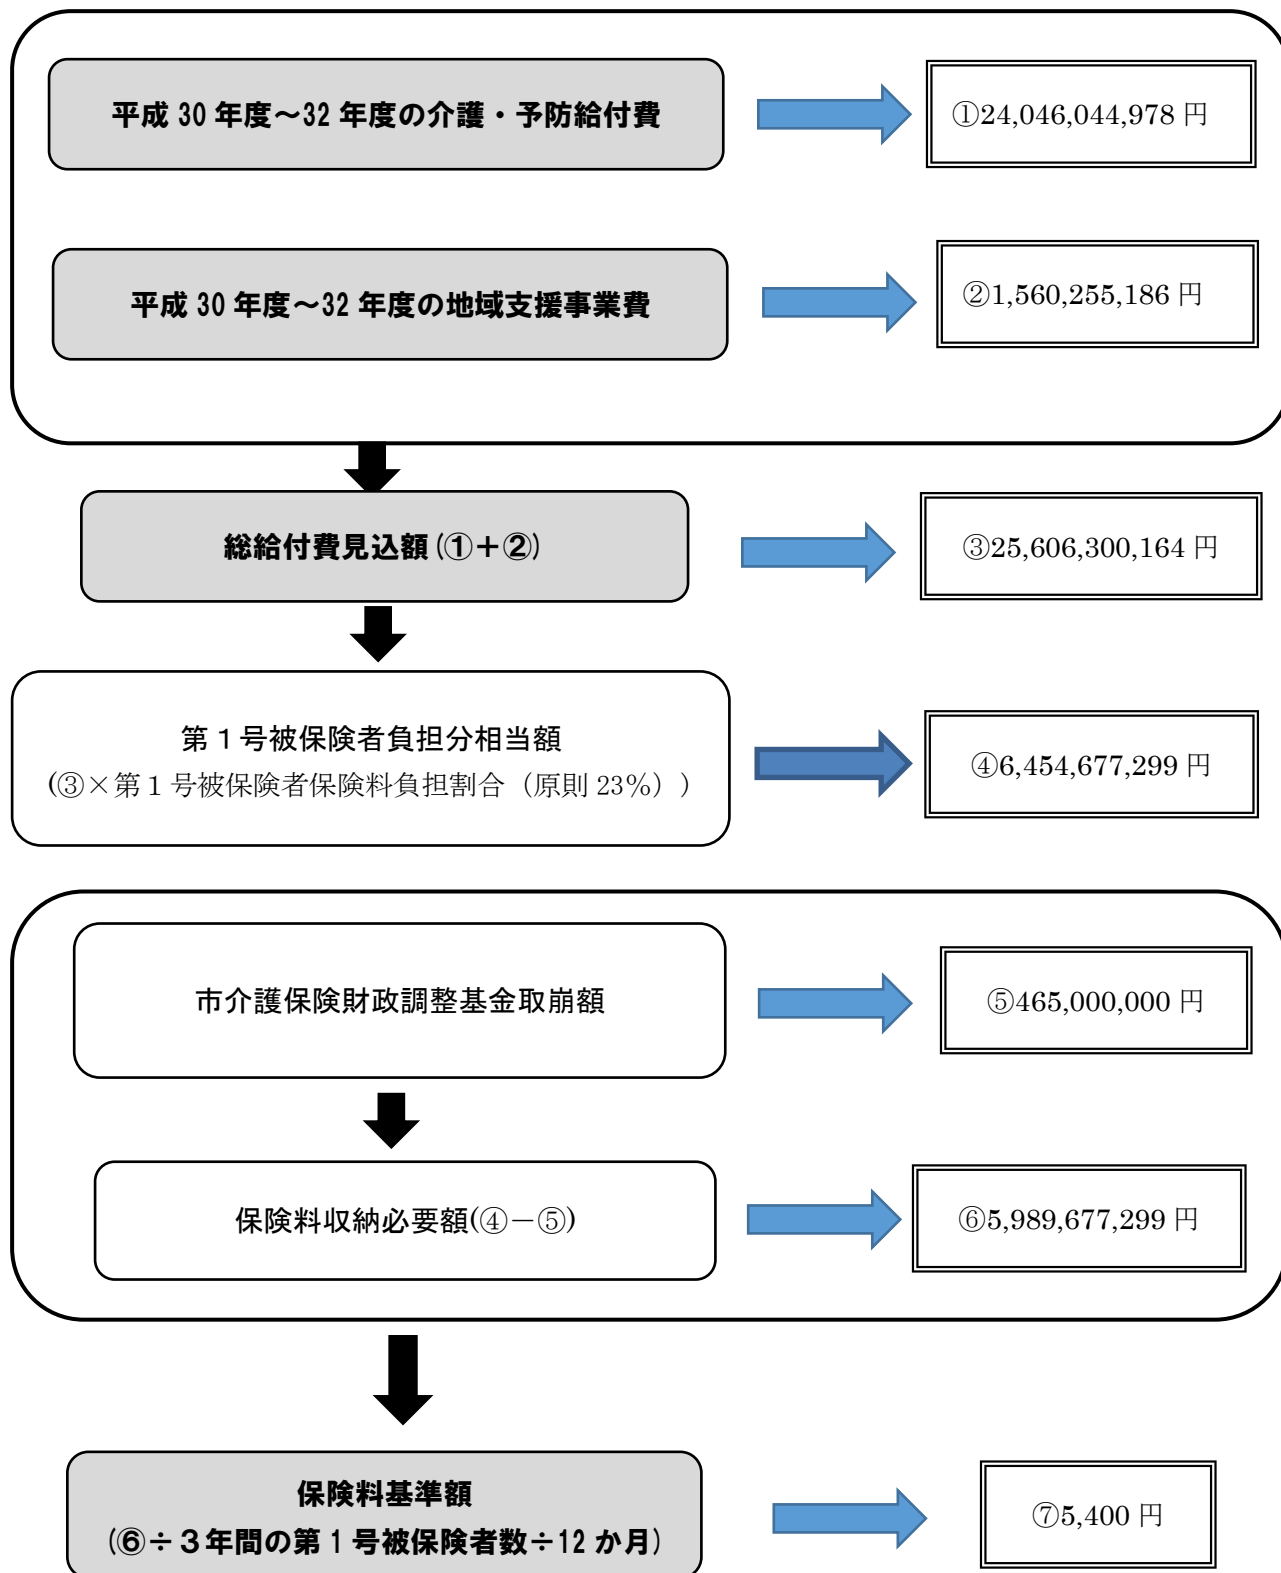 平成 30 年度～32 年度の介護・予防給付費
①24,046,044,978 円
平成 30 年度～32 年度の地域支援事業費
②1,560,255,186 円
総給付費見込額(①＋②)
③25,606,300,164 円
第１号被保険者負担分相当額
(③×第１号被保険者保険料負担割合（原則 23%）)
④6,454,677,299 円
市介護保険財政調整基金取崩額
⑤465,000,000 円
保険料収納必要額(④－⑤)
⑥5,989,677,299 円
保険料基準額
(⑥÷３年間の第 1 号被保険者数÷12 か月)
⑦5,400 円